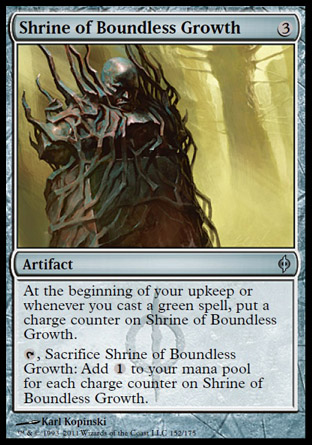 Shrine of Boundless Growth 3
Artifact
At the beginning of your upkeep or
whenever you cast a green spell, put a
charge counter on Shrine of Boundless
Growth.
, Sacrifice Shrine of Boundless
Growth: Add 1 to your mana pool
for each charge counter on Shrine of
Boundless Growth.
Karl Kopinski
™ & © 1993–2011 Wizards of the Coast LLC 152/175